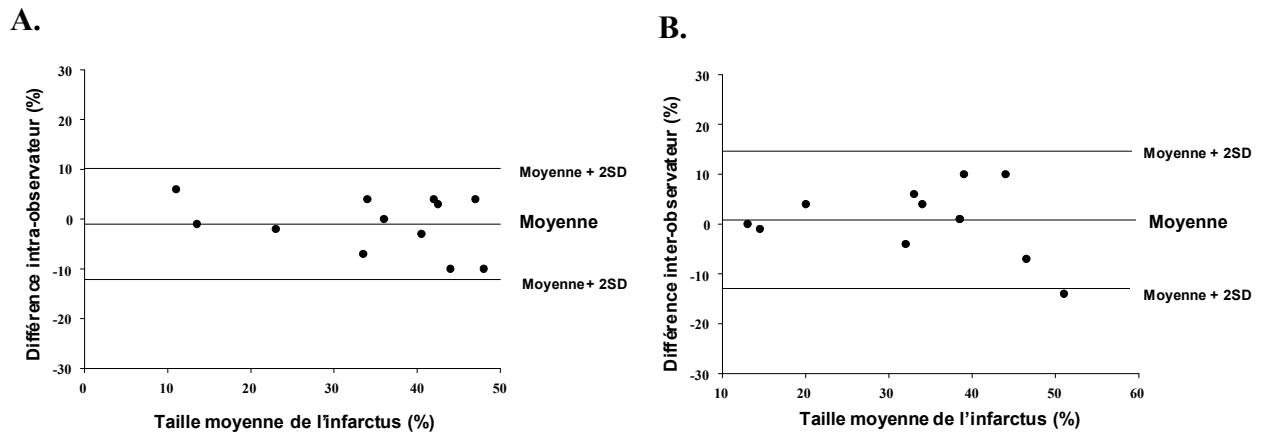 A.
30
20
10
0
-10
-20
-30
Différence intra-observateur (%)
Moyenne + 2SD
Moyenne
Moyenne+ 2SD
0
10
20
30
40
50
Taille moyenne de l'infarctus (%)
B.
30
20
10
0
-10
-20
-30
Différence inter-observateur (%)
Moyenne + 2SD
Moyenne
Moyenne + 2SD
10
20
30
40
50
60
Taille moyenne de l'infarctus (%)